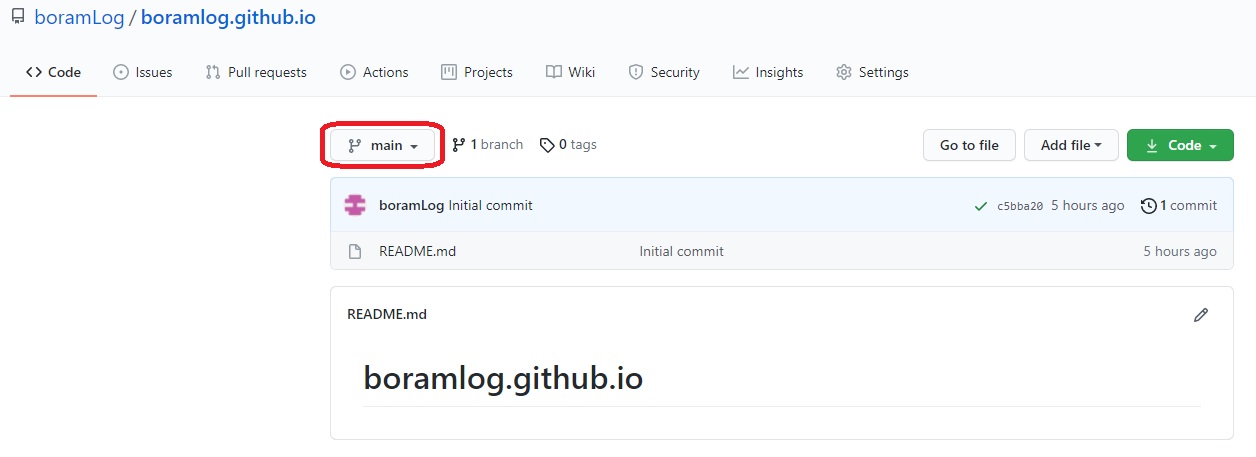 boramLog / boramlog.github.io
Code Issues Pull requests Actions Projects Wiki Security Insights Settings
main 1 branch 0 tags Go to file Add file Code
boramLog Initial commit c5bba20 5 hours ago 1 commit
README.md Initial commit 5 hours ago
README.md
boramlog.github.io